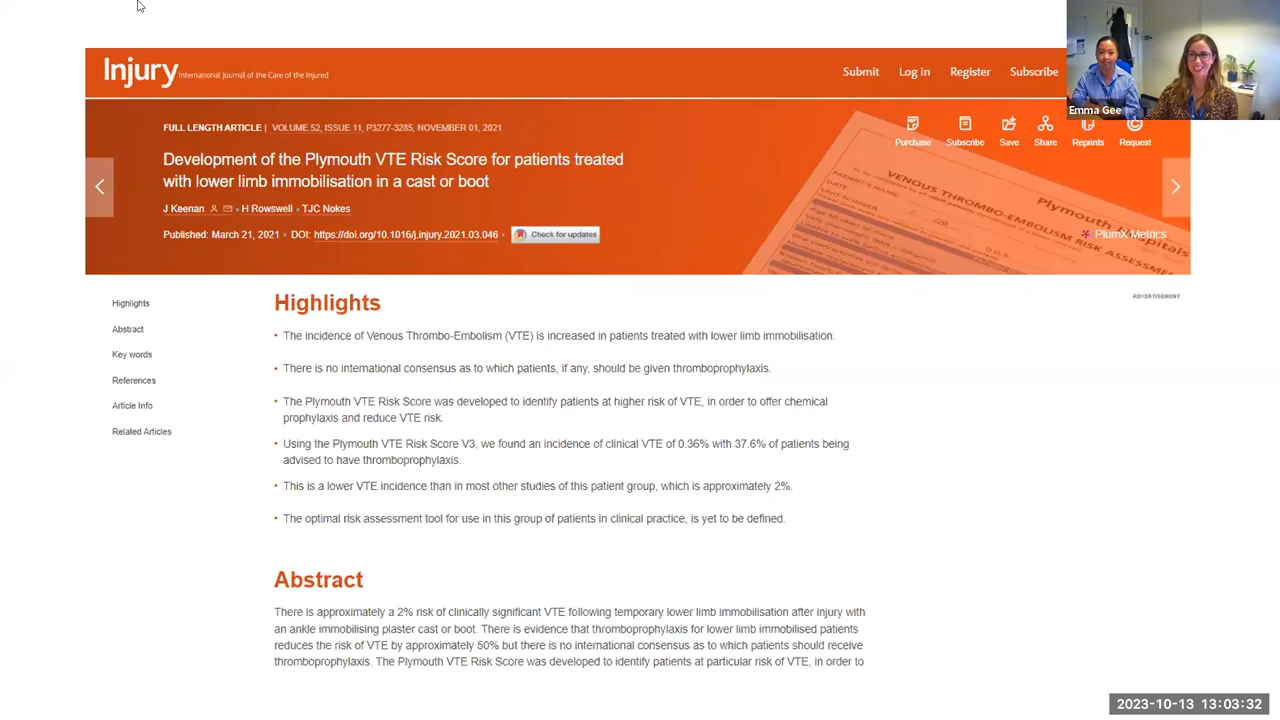 Injury International Journal of the Care of the Injured
Submit Log in Register Subscribe
Emma Gee
FULL LENGTH ARTICLE | VOLUME 52, ISSUE 11, P3277-3285, NOVEMBER 01, 2021
Purchase Subscribe Save Share Reprints Request
Development of the Plymouth VTE Risk Score for patients treated
with lower limb immobilisation in a cast or boot
J Keenan • H Rowswell • TJC Nokes
Published: March 21, 2021 • DOI: https://doi.org/10.1016/j.injury.2021.03.046 • Check for updates
PlumX Metrics
VENOUS THROMBO-EMBOLISM RISK ASSESSMENT
Plymouth Hospitals
PATIENT'S NAME
DATE
UNIT NUMBER
D.O.B.
ADVERTISEMENT
Highlights
Abstract
Key words
References
Article Info
Related Articles
Highlights
• The incidence of Venous Thrombo-Embolism (VTE) is increased in patients treated with lower limb immobilisation.
• There is no international consensus as to which patients, if any, should be given thromboprophylaxis.
• The Plymouth VTE Risk Score was developed to identify patients at higher risk of VTE, in order to offer chemical
prophylaxis and reduce VTE risk.
• Using the Plymouth VTE Risk Score V3, we found an incidence of clinical VTE of 0.36% with 37.6% of patients being
advised to have thromboprophylaxis.
• This is a lower VTE incidence than in most other studies of this patient group, which is approximately 2%.
• The optimal risk assessment tool for use in this group of patients in clinical practice, is yet to be defined.
Abstract
There is approximately a 2% risk of clinically significant VTE following temporary lower limb immobilisation after injury with
an ankle immobilising plaster cast or boot. There is evidence that thromboprophylaxis for lower limb immobilised patients
reduces the risk of VTE by approximately 50% but there is no international consensus as to which patients should receive
thromboprophylaxis. The Plymouth VTE Risk Score was developed to identify patients at particular risk of VTE, in order to
2023-10-13 13:03:32